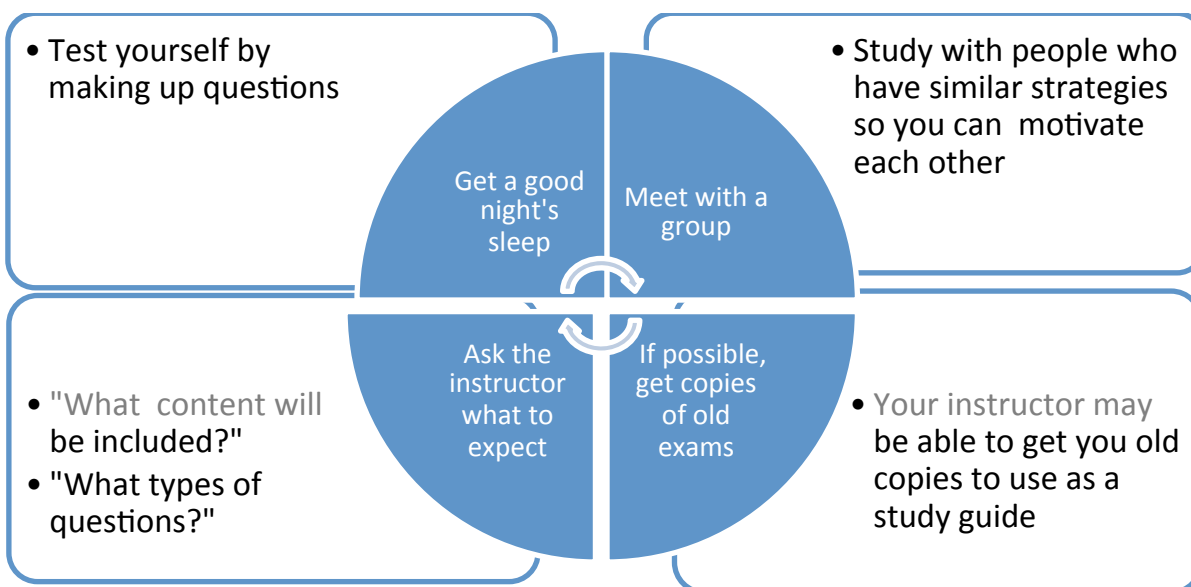 • Test yourself by
making up questions
• Study with people who
have similar strategies
so you can  motivate
each other
Get a good
night's
sleep
Meet with a
group
Ask the
instructor
what to
expect
If possible,
get copies
of old
exams
• "What  content will
be included?"
• "What types of
questions?"
• Your instructor may
be able to get you old
copies to use as a
study guide